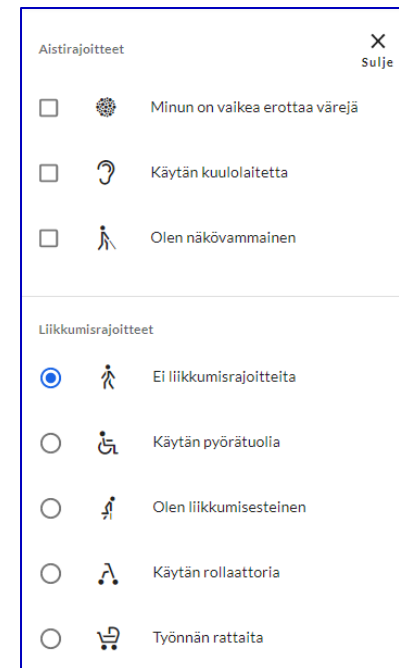 Aistirajoitteet
Sulje
Minun on vaikea erottaa värejä
Käytän kuulolaitetta
Olen näkövammainen
Liikkumisrajoitteet
Ei liikkumisrajoitteita
Käytän pyörätuolia
Olen liikkumisesteinen
Käytän rollaattoria
Työnnän rattaita